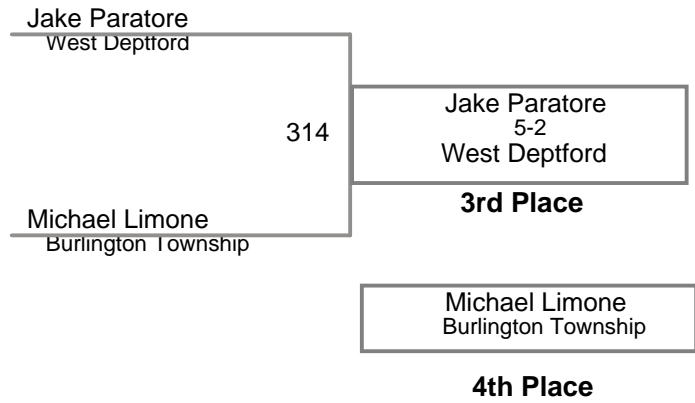 Jake Paratore
West Deptford
314
Jake Paratore
5-2
West Deptford
3rd Place
Michael Limone
Burlington Township
Michael Limone
Burlington Township
4th Place